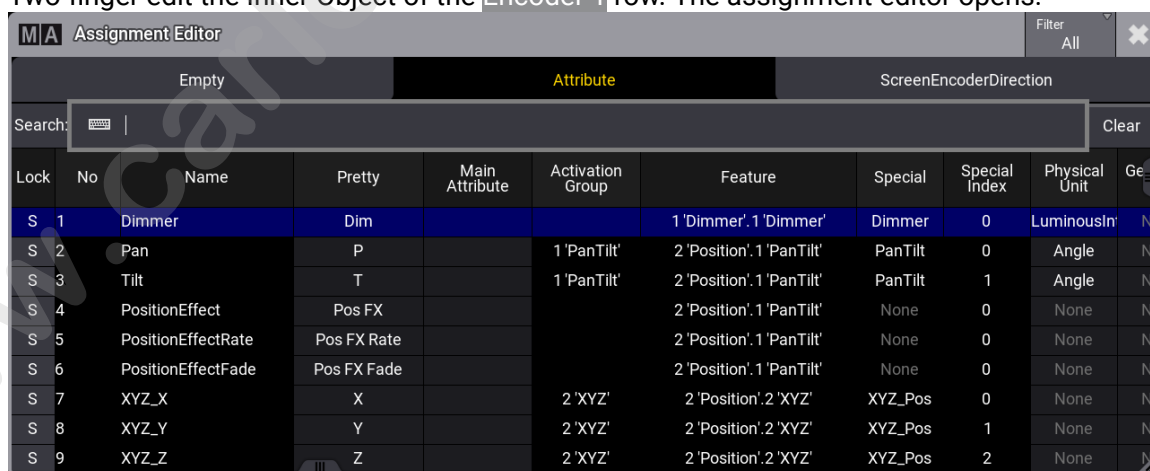 Two-finger edit the Inner Object of the Encoder 1 row. The assignment editor opens.
MA Assignment Editor Filter All
Empty Attribute ScreenEncoderDirection
Search: Clear
Lock No Name Pretty Main Attribute Activation Group Feature Special Special Index Physical Unit Ge
S 1 Dimmer Dim 1 'Dimmer'.1 'Dimmer' Dimmer 0 LuminousIn
S 2 Pan P 1 'PanTilt' 2 'Position'.1 'PanTilt' PanTilt 0 Angle N
S 3 Tilt T 1 'PanTilt' 2 'Position'.1 'PanTilt' PanTilt 1 Angle N
S 4 PositionEffect Pos FX 2 'Position'.1 'PanTilt' None 0 None N
S 5 PositionEffectRate Pos FX Rate 2 'Position'.1 'PanTilt' None 0 None N
S 6 PositionEffectFade Pos FX Fade 2 'Position'.1 'PanTilt' None 0 None N
S 7 XYZ_X X 2 'XYZ' 2 'Position'.2 'XYZ' XYZ_Pos 0 None N
S 8 XYZ_Y Y 2 'XYZ' 2 'Position'.2 'XYZ' XYZ_Pos 1 None N
S 9 XYZ_Z Z 2 'XYZ' 2 'Position'.2 'XYZ' XYZ_Pos 2 None N